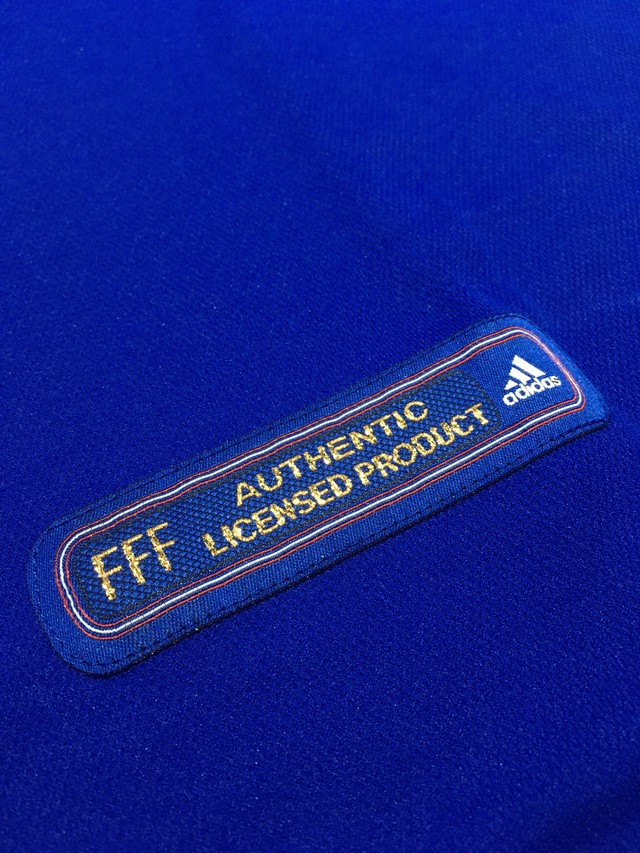 FFF
AUTHENTIC
LICENSED PRODUCT
adidas